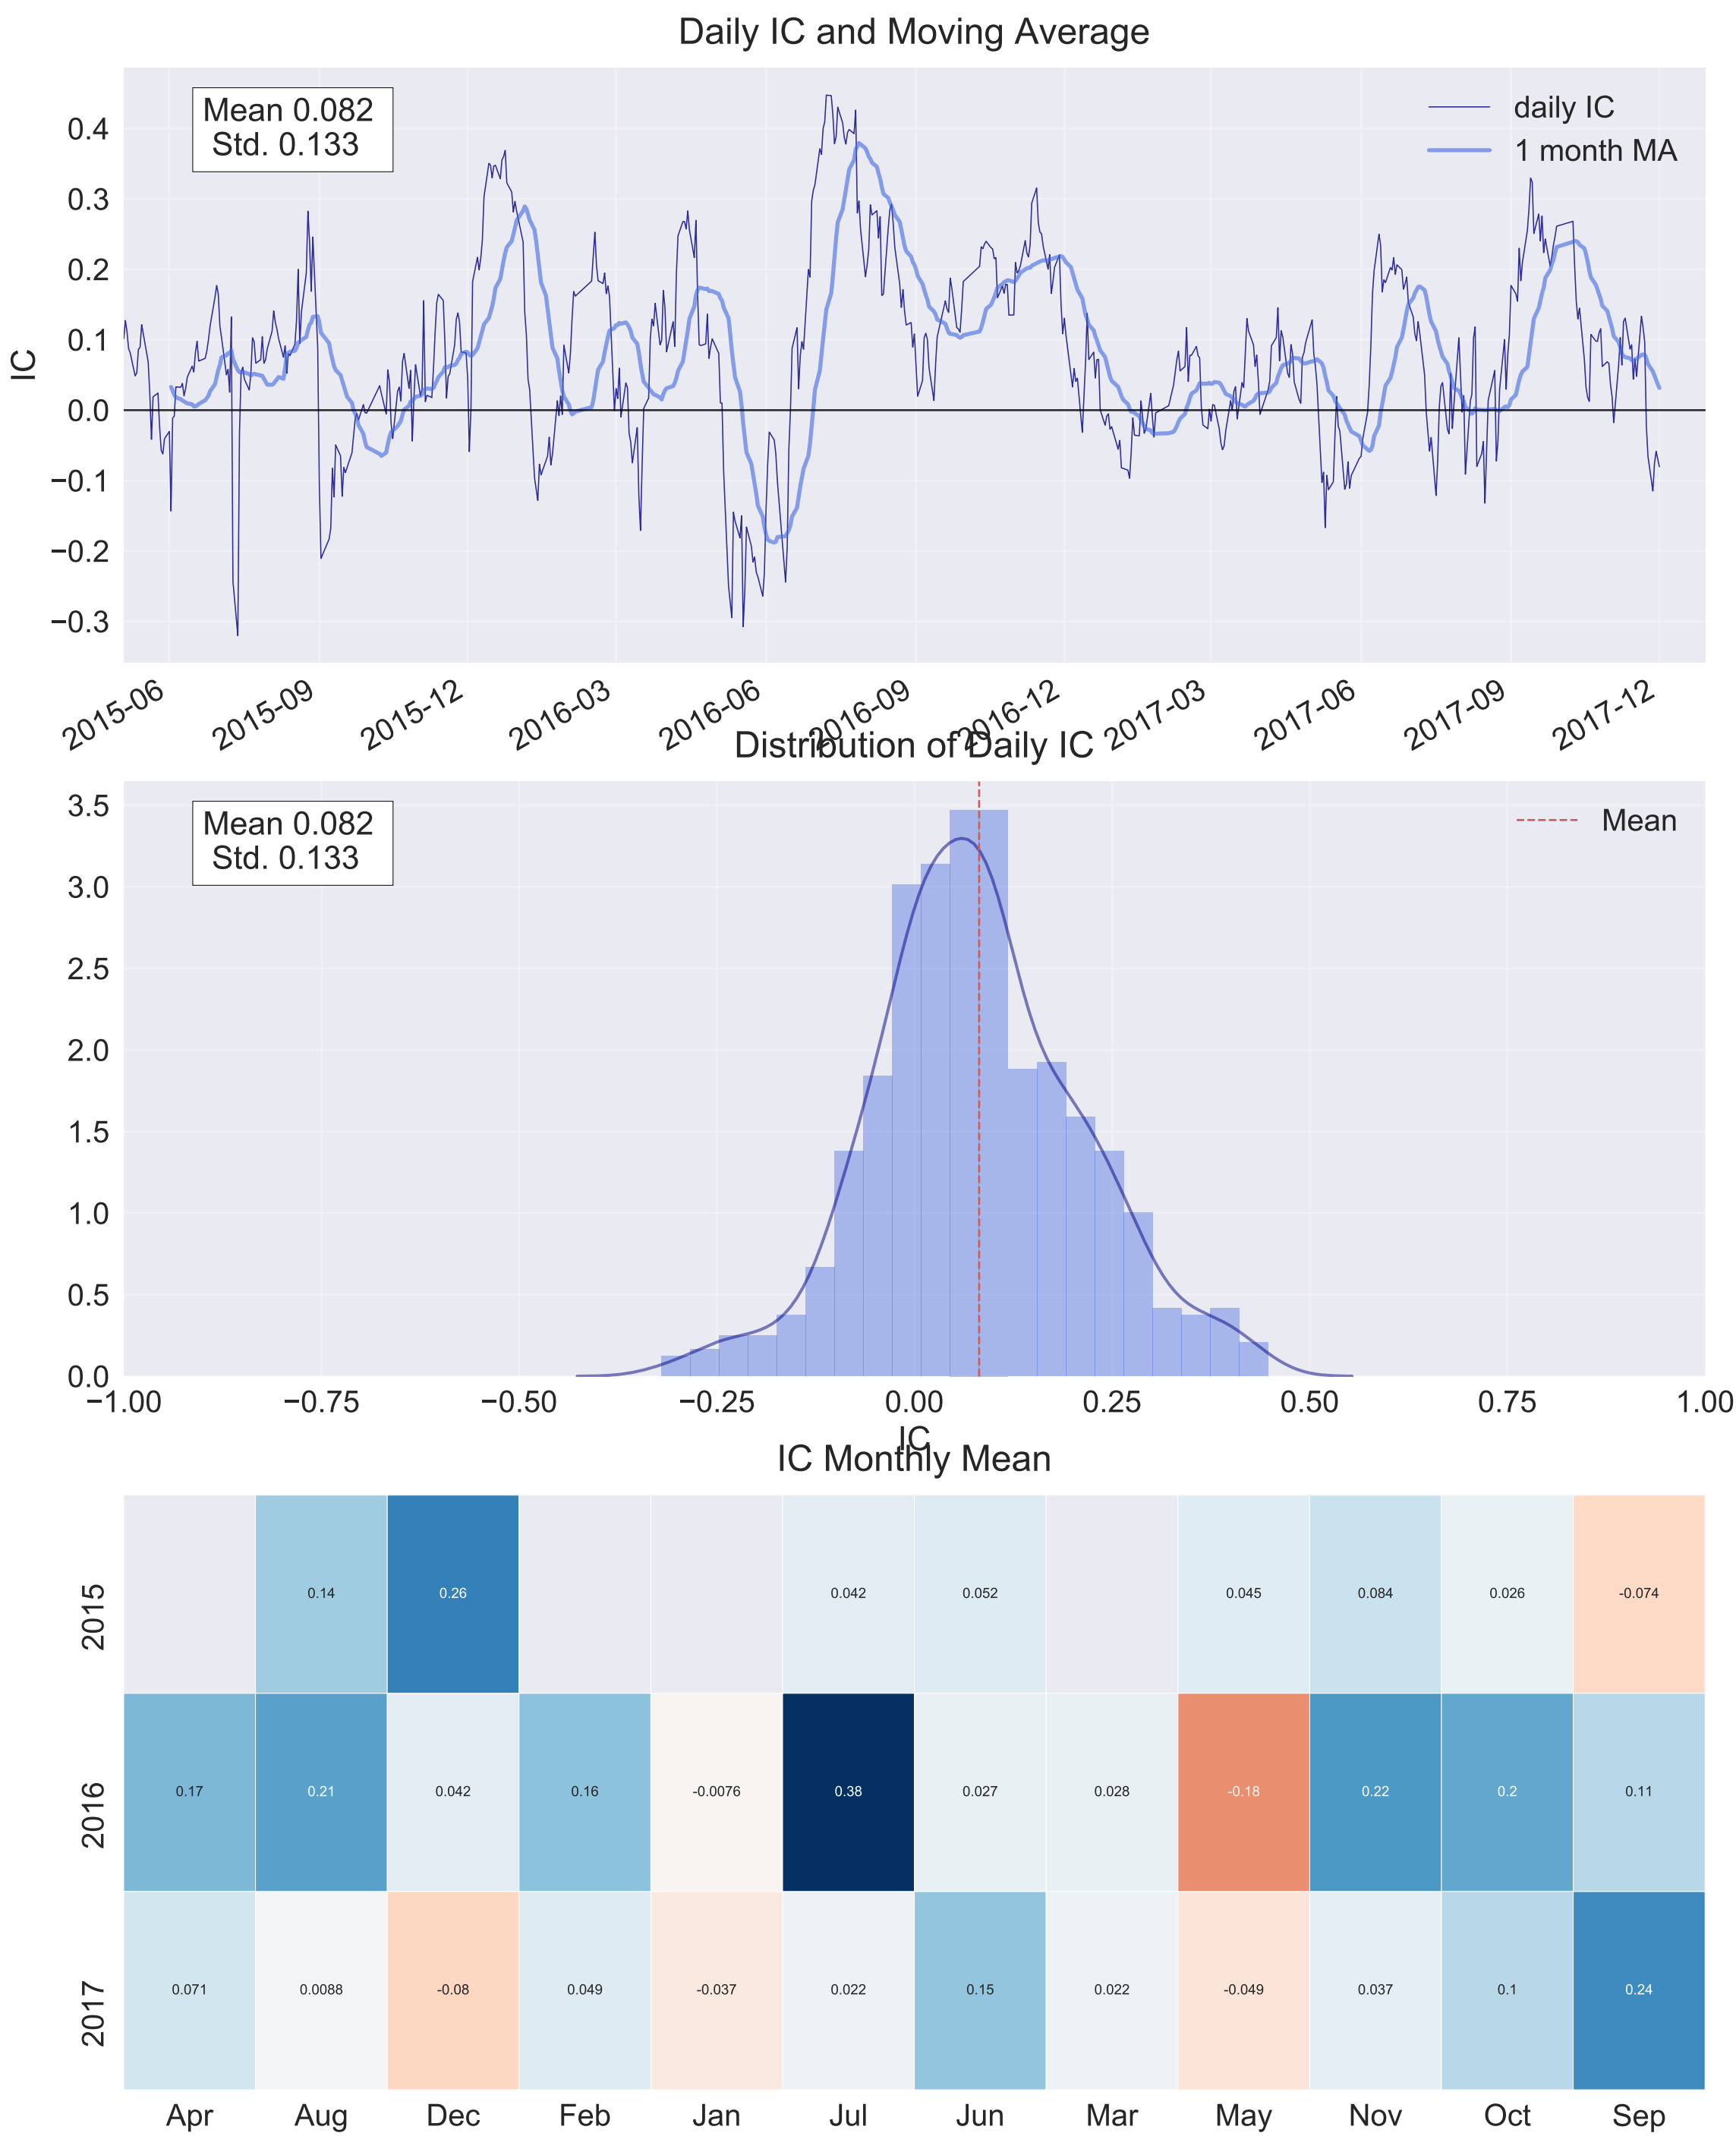 Daily IC and Moving Average
Mean 0.082
Std. 0.133
daily IC
1 month MA
IC
0.4
0.3
0.2
0.1
0.0
−0.1
−0.2
−0.3
2015-06 2015-09 2015-12 2016-03 2016-06 2016-09 2016-12 2017-03 2017-06 2017-09 2017-12
Distribution of Daily IC
Mean 0.082
Std. 0.133
Mean
3.5
3.0
2.5
2.0
1.5
1.0
0.5
0.0
−1.00 −0.75 −0.50 −0.25 0.00 0.25 0.50 0.75 1.00
IC
IC Monthly Mean
2015 0.14 0.26 0.042 0.052 0.045 0.084 0.026 -0.074
2016 0.17 0.21 0.042 0.16 -0.0076 0.38 0.027 0.028 -0.18 0.22 0.2 0.11
2017 0.071 0.0088 -0.08 0.049 -0.037 0.022 0.15 0.022 -0.049 0.037 0.1 0.24
Apr Aug Dec Feb Jan Jul Jun Mar May Nov Oct Sep